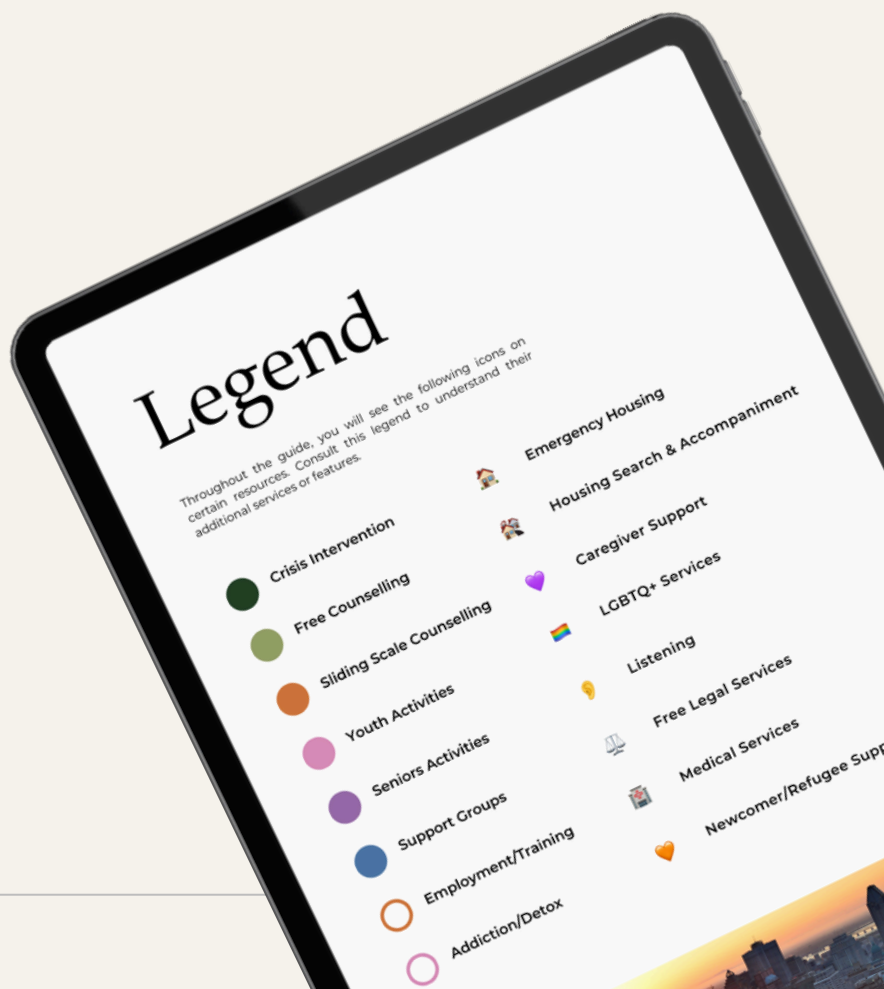 Legend
Throughout the guide, you will see the following icons on
certain resources. Consult this legend to understand their
additional services or features.
Crisis Intervention
Free Counselling
Sliding Scale Counselling
Youth Activities
Seniors Activities
Support Groups
Employment/Training
Addiction/Detox
Emergency Housing
Housing Search & Accompaniment
Caregiver Support
LGBTQ+ Services
Listening
Free Legal Services
Medical Services
Newcomer/Refugee